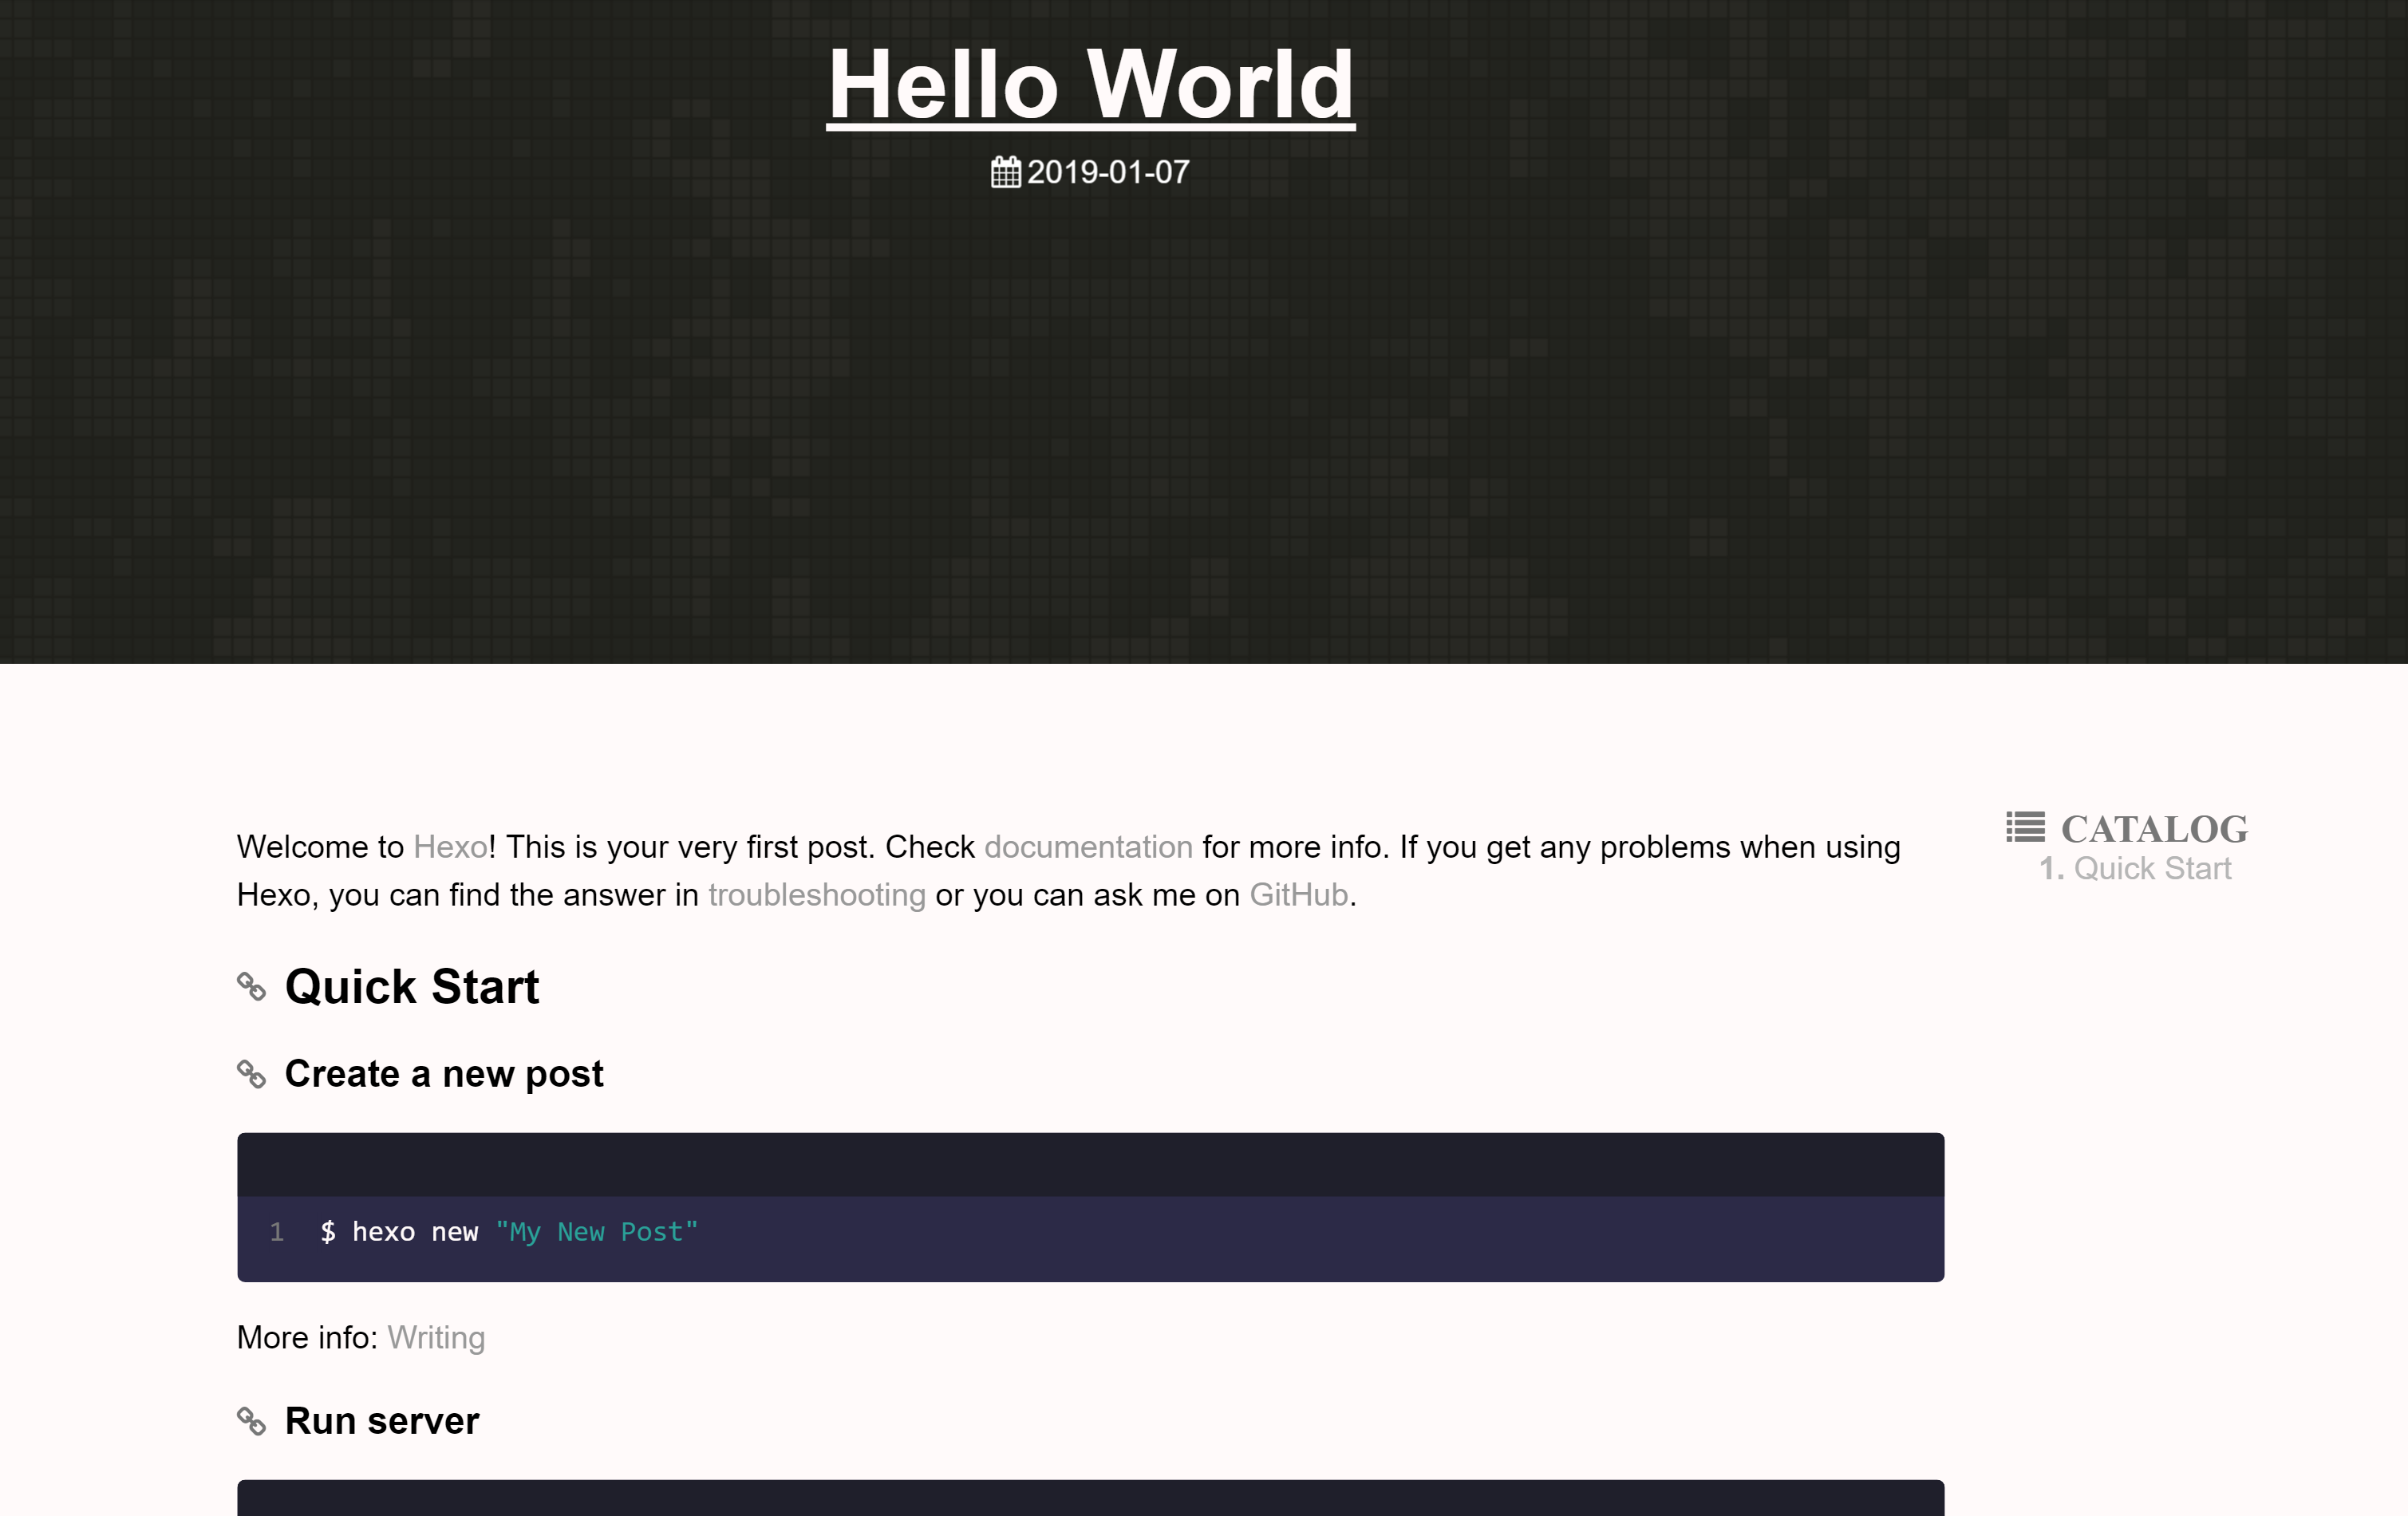 Hello World
2019-01-07
Welcome to Hexo! This is your very first post. Check documentation for more info. If you get any problems when using
Hexo, you can find the answer in troubleshooting or you can ask me on GitHub.
CATALOG
1. Quick Start
Quick Start
Create a new post
1 $ hexo new "My New Post"
More info: Writing
Run server